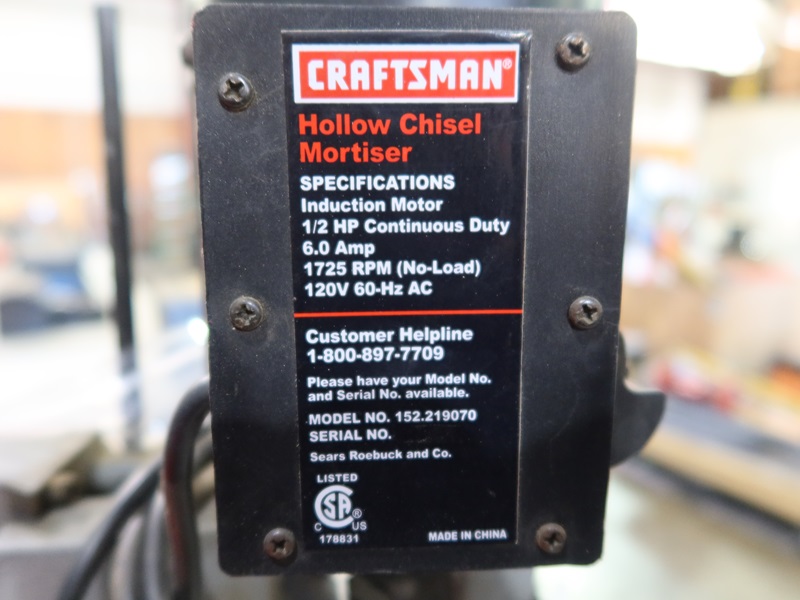 CRAFTSMAN®
Hollow Chisel
Mortiser
SPECIFICATIONS
Induction Motor
1/2 HP Continuous Duty
6.0 Amp
1725 RPM (No-Load)
120V 60-Hz AC
Customer Helpline
1-800-897-7709
Please have your Model No.
and Serial No. available.
MODEL NO. 152.219070
SERIAL NO.
Sears Roebuck and Co.
LISTED
SA®
C US
178831
MADE IN CHINA